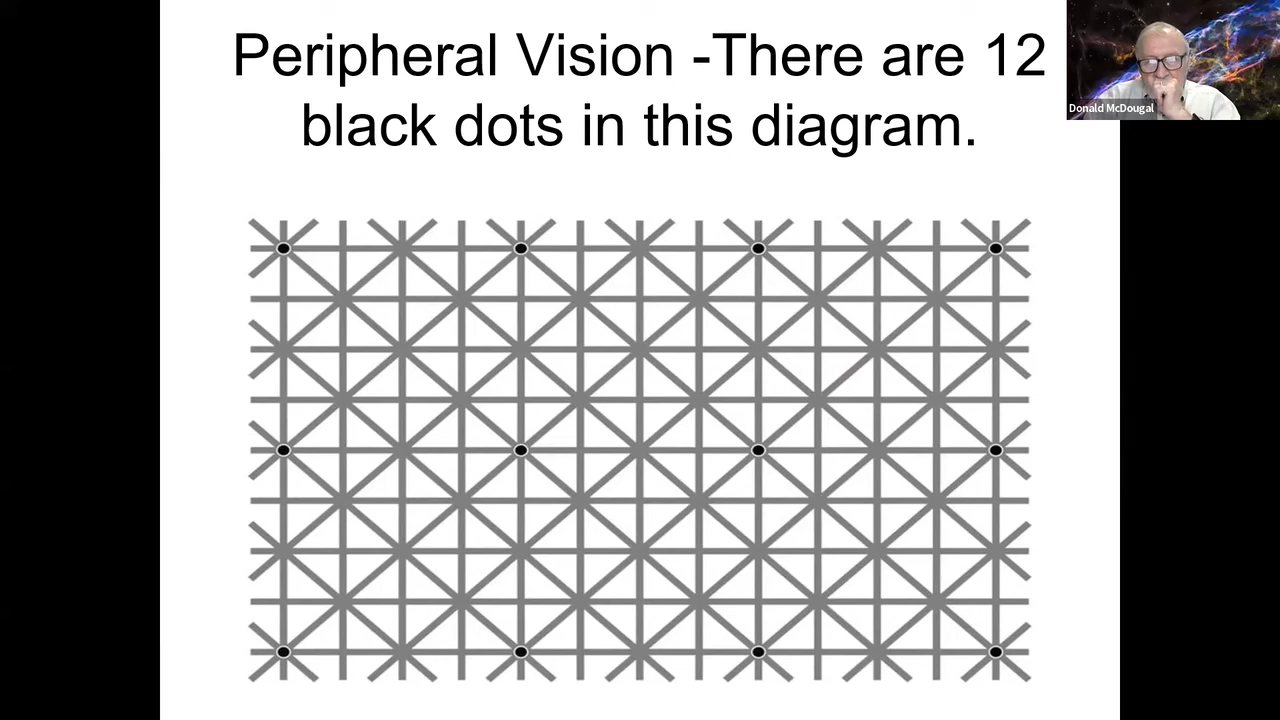 Peripheral Vision -There are 12
black dots in this diagram.
Donald McDougal